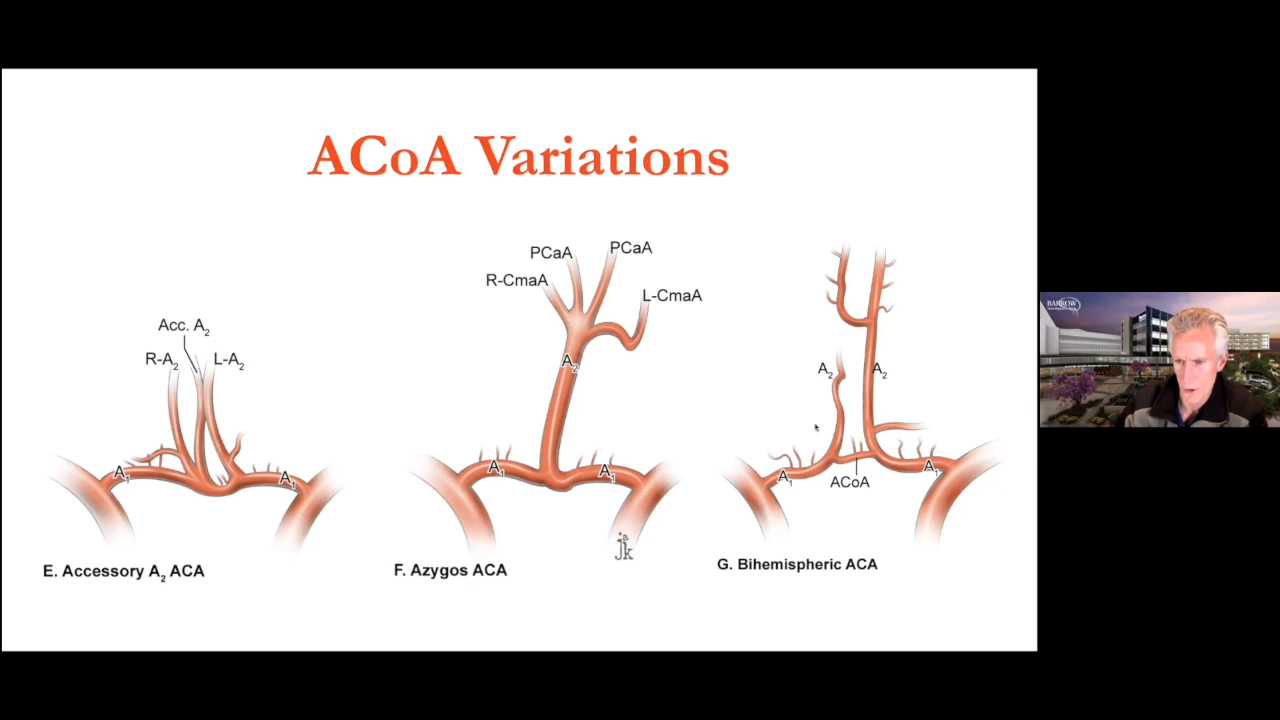 ACoA Variations
Acc. A2
R-A2
L-A2
A1
A1
E. Accessory A2 ACA
PCaA
PCaA
R-CmaA
L-CmaA
A2
A1
A1
jk
F. Azygos ACA
A2
A2
A1
ACoA
A1
G. Bihemispheric ACA
BARROW